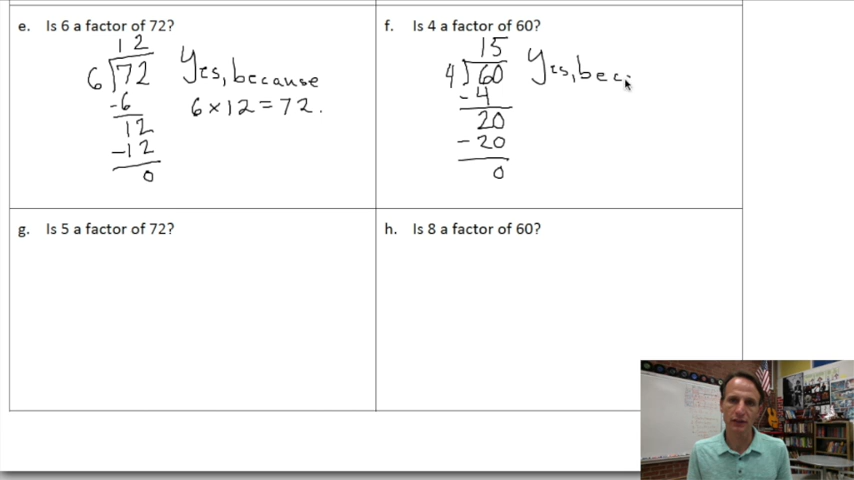 e. Is 6 a factor of 72?
12
6)72
-6
12
-12
0
Yes, because
6×12=72.
f. Is 4 a factor of 60?
15
4)60
-4
20
-20
0
Yes, bec
g. Is 5 a factor of 72?
h. Is 8 a factor of 60?